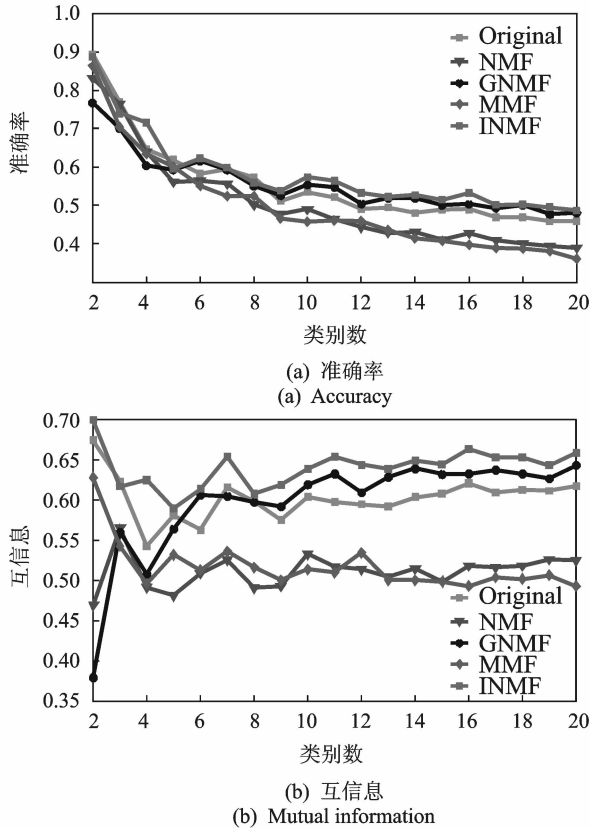 1.0
0.9
0.8
0.7
0.6
0.5
0.4
准确率
Original
NMF
GNMF
MMF
INMF
2 4 6 8 10 12 14 16 18 20
类别数
(a) 准确率
(a) Accuracy
0.70
0.65
0.60
0.55
0.50
0.45
0.40
0.35
互信息
Original
NMF
GNMF
MMF
INMF
2 4 6 8 10 12 14 16 18 20
类别数
(b) 互信息
(b) Mutual information